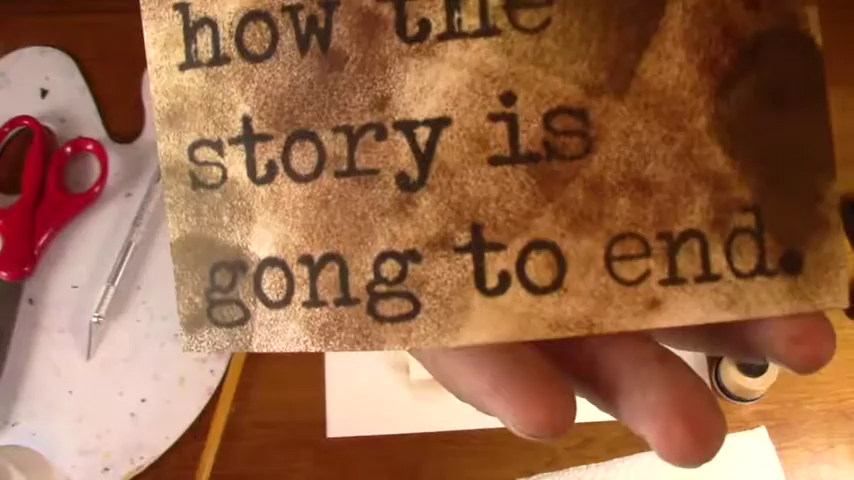 how the
story is
gong to end.